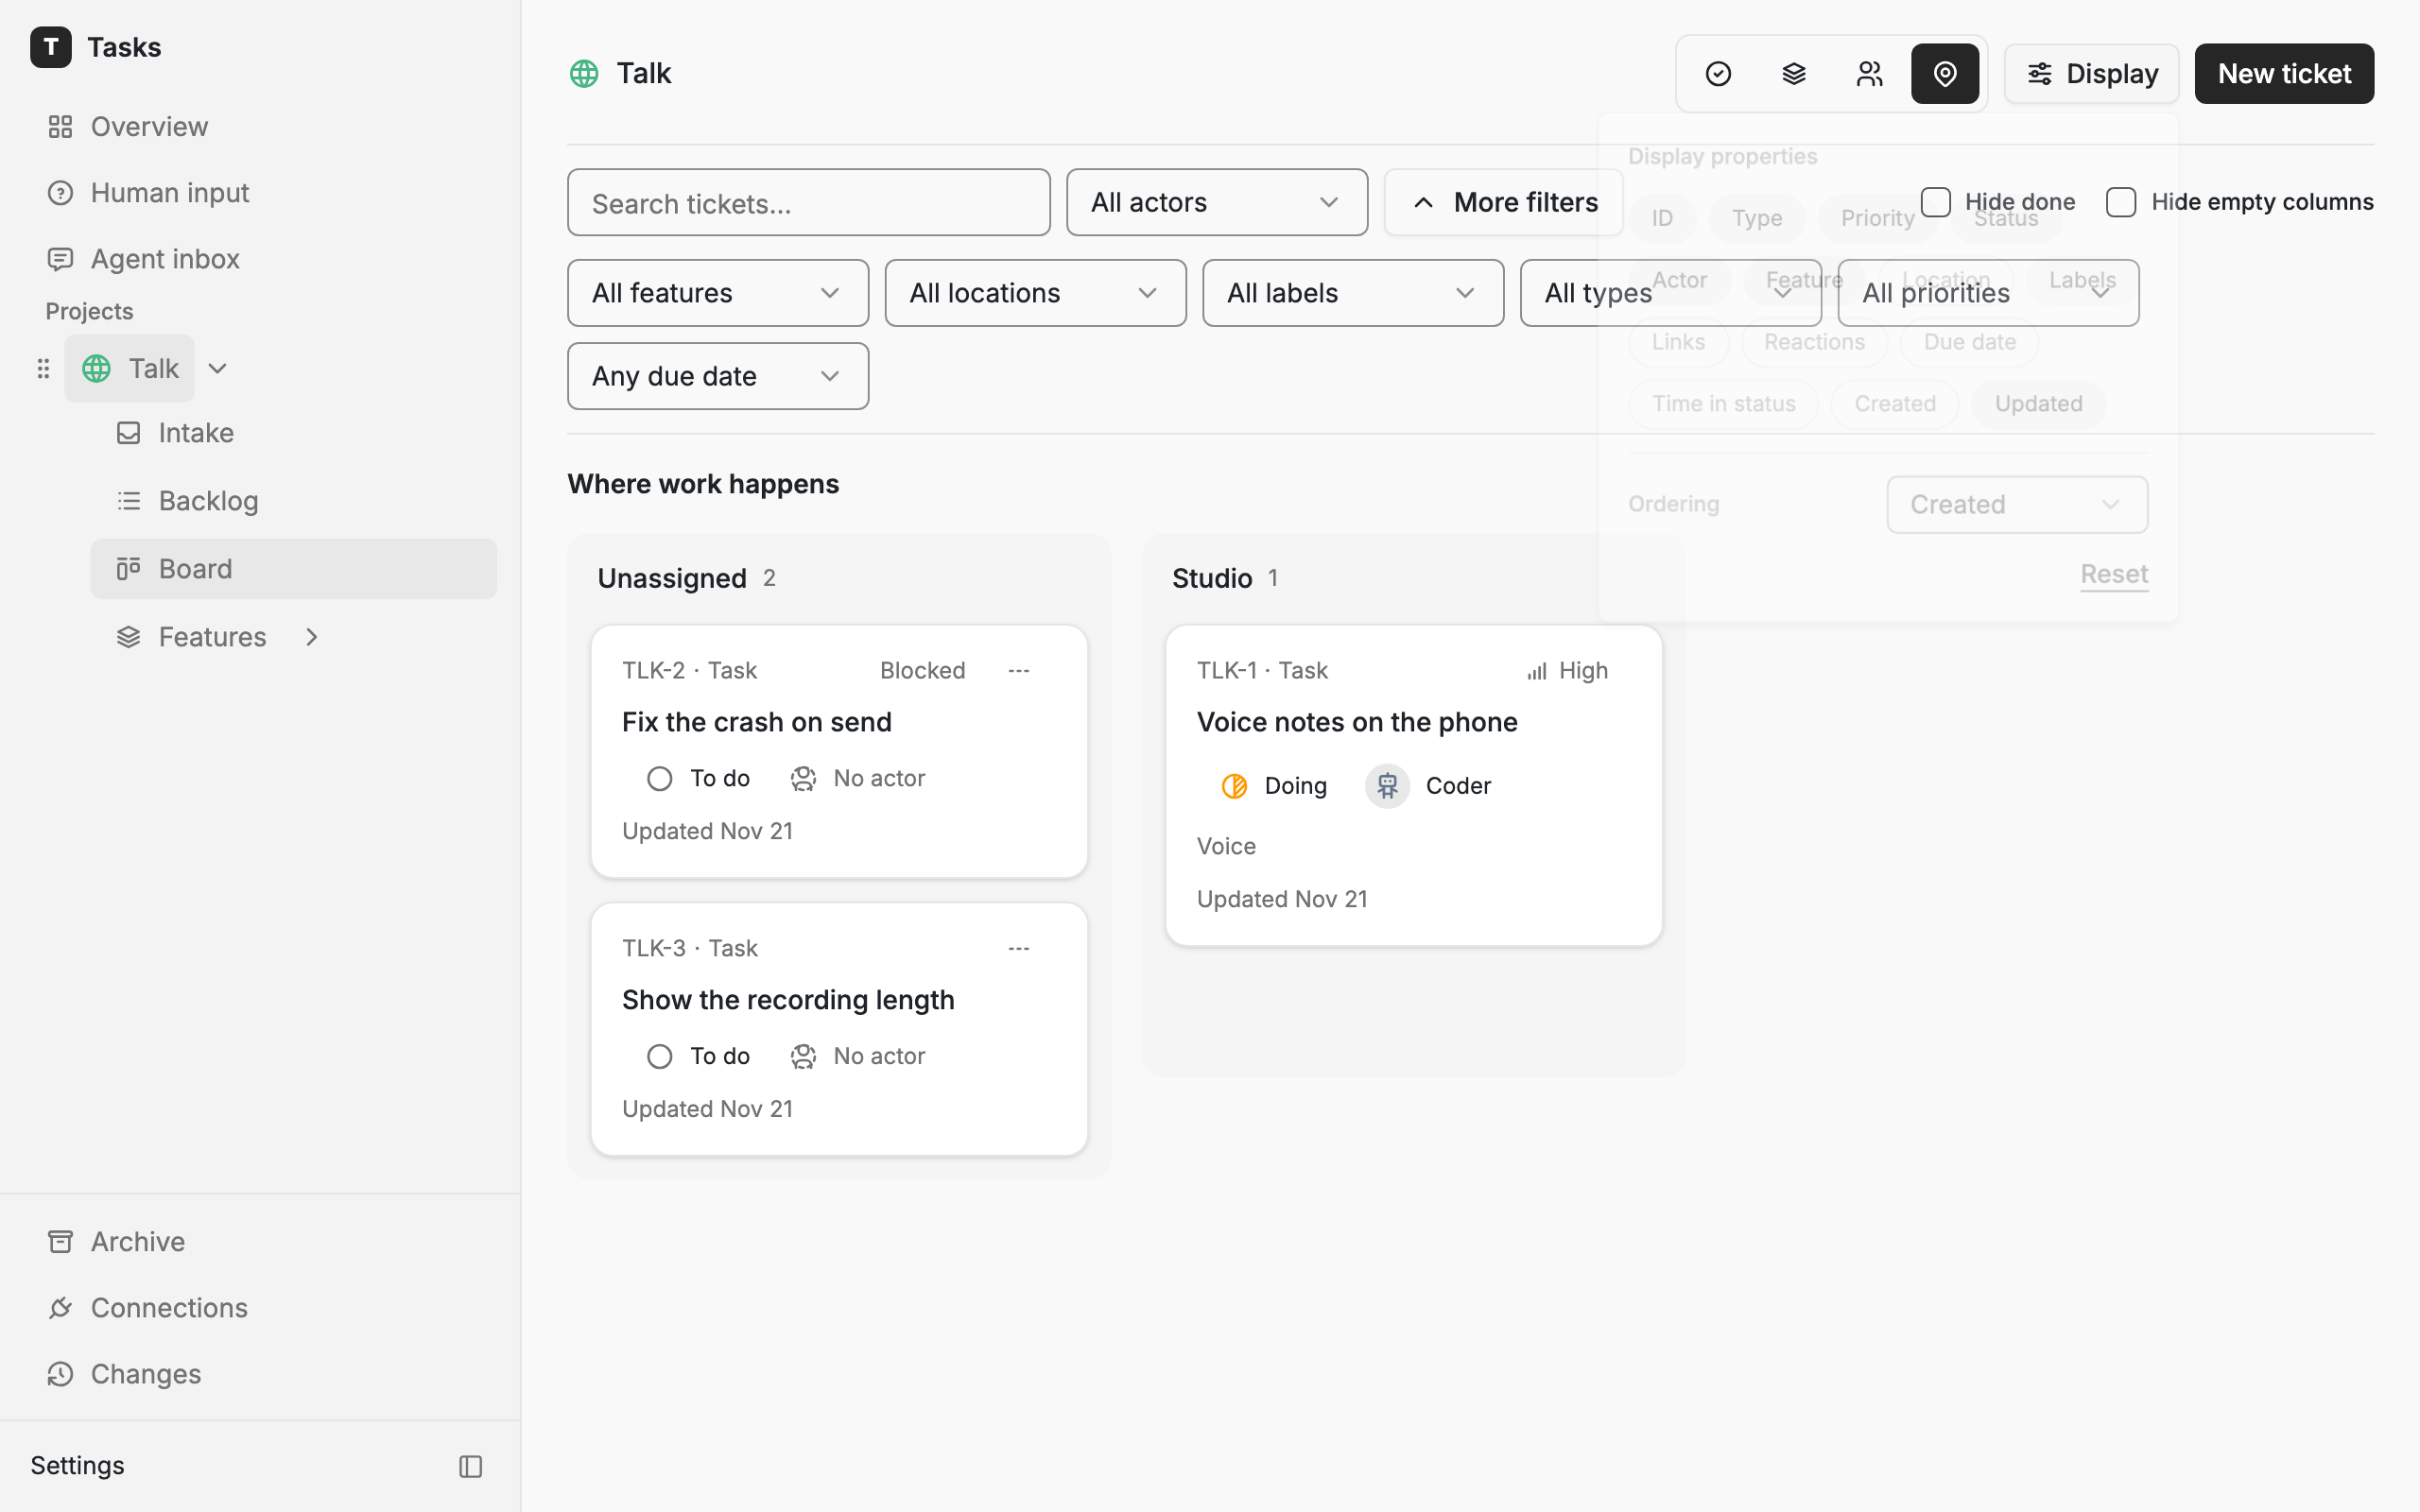 T Tasks
Overview
Human input
Agent inbox
Projects
Talk
Intake
Backlog
Board
Features
Archive
Connections
Changes
Settings
Talk
Display
New ticket
Search tickets...
All actors
More filters
Hide done
Hide empty columns
All features
All locations
All labels
All types
All priorities
Any due date
Display properties
ID Type Priority Status
Actor Feature Location Labels
Links Reactions Due date
Time in status Created Updated
Ordering Created
Reset
Where work happens
Unassigned 2
TLK-2 · Task Blocked
Fix the crash on send
To do No actor
Updated Nov 21
TLK-3 · Task
Show the recording length
To do No actor
Updated Nov 21
Studio 1
TLK-1 · Task High
Voice notes on the phone
Doing Coder
Voice
Updated Nov 21